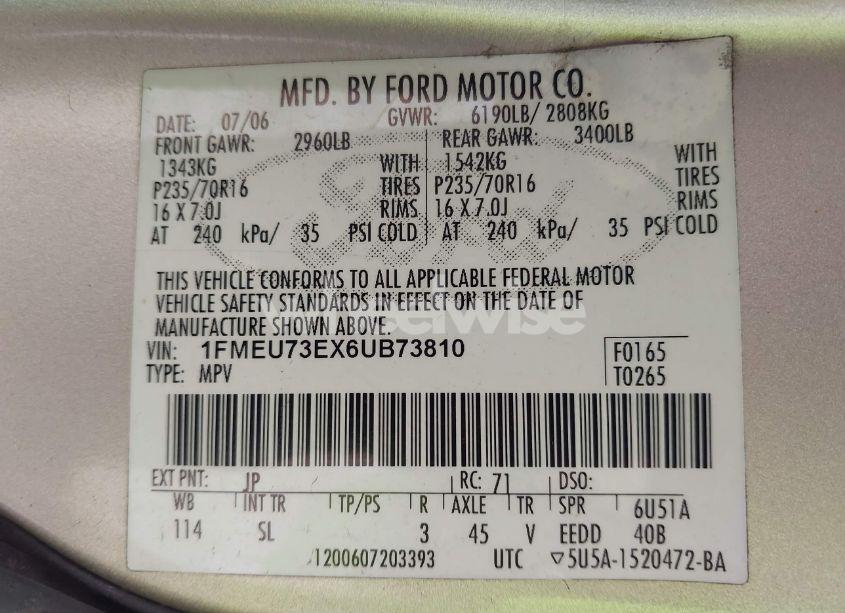 MFD. BY FORD MOTOR CO.
DATE: 07/06 GVWR: 6190LB/ 2808KG
FRONT GAWR: 2960LB REAR GAWR: 3400LB
1343KG WITH 1542KG WITH
P235/70R16 TIRES P235/70R16 TIRES
16 X 7.0J RIMS 16 X 7.0J RIMS
AT 240 kPa/ 35 PSI COLD AT 240 kPa/ 35 PSI COLD
THIS VEHICLE CONFORMS TO ALL APPLICABLE FEDERAL MOTOR
VEHICLE SAFETY STANDARDS IN EFFECT ON THE DATE OF
MANUFACTURE SHOWN ABOVE.
VIN: 1FMEU73EX6UB73810 F0165
TYPE: MPV T0265
EXT PNT: JP RC: 71 DSO:
WB INT TR TP/PS R AXLE TR SPR 6U51A
114 SL 3 45 V EEDD 40B
1200607203393 UTC ▽5U5A-1520472-BA